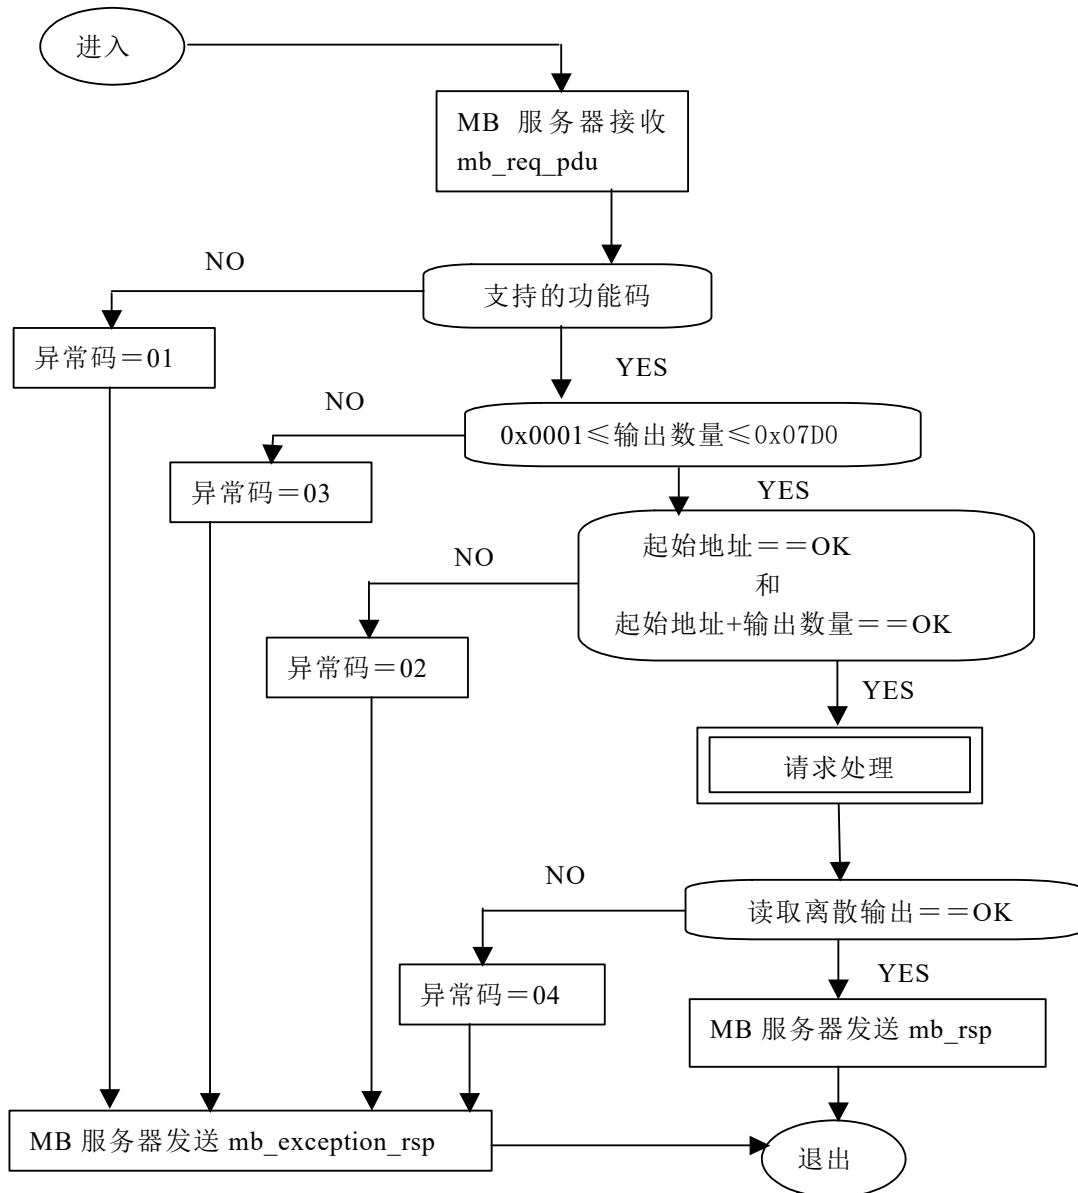 进入
MB 服务器接收
mb_req_pdu
NO
支持的功能码
异常码＝01
YES
NO
0x0001≤输出数量≤0x07D0
异常码＝03
YES
起始地址＝＝OK
NO
和
起始地址+输出数量＝＝OK
异常码＝02
YES
请求处理
NO
读取离散输出＝＝OK
YES
异常码＝04
MB 服务器发送 mb_rsp
MB 服务器发送 mb_exception_rsp
退出